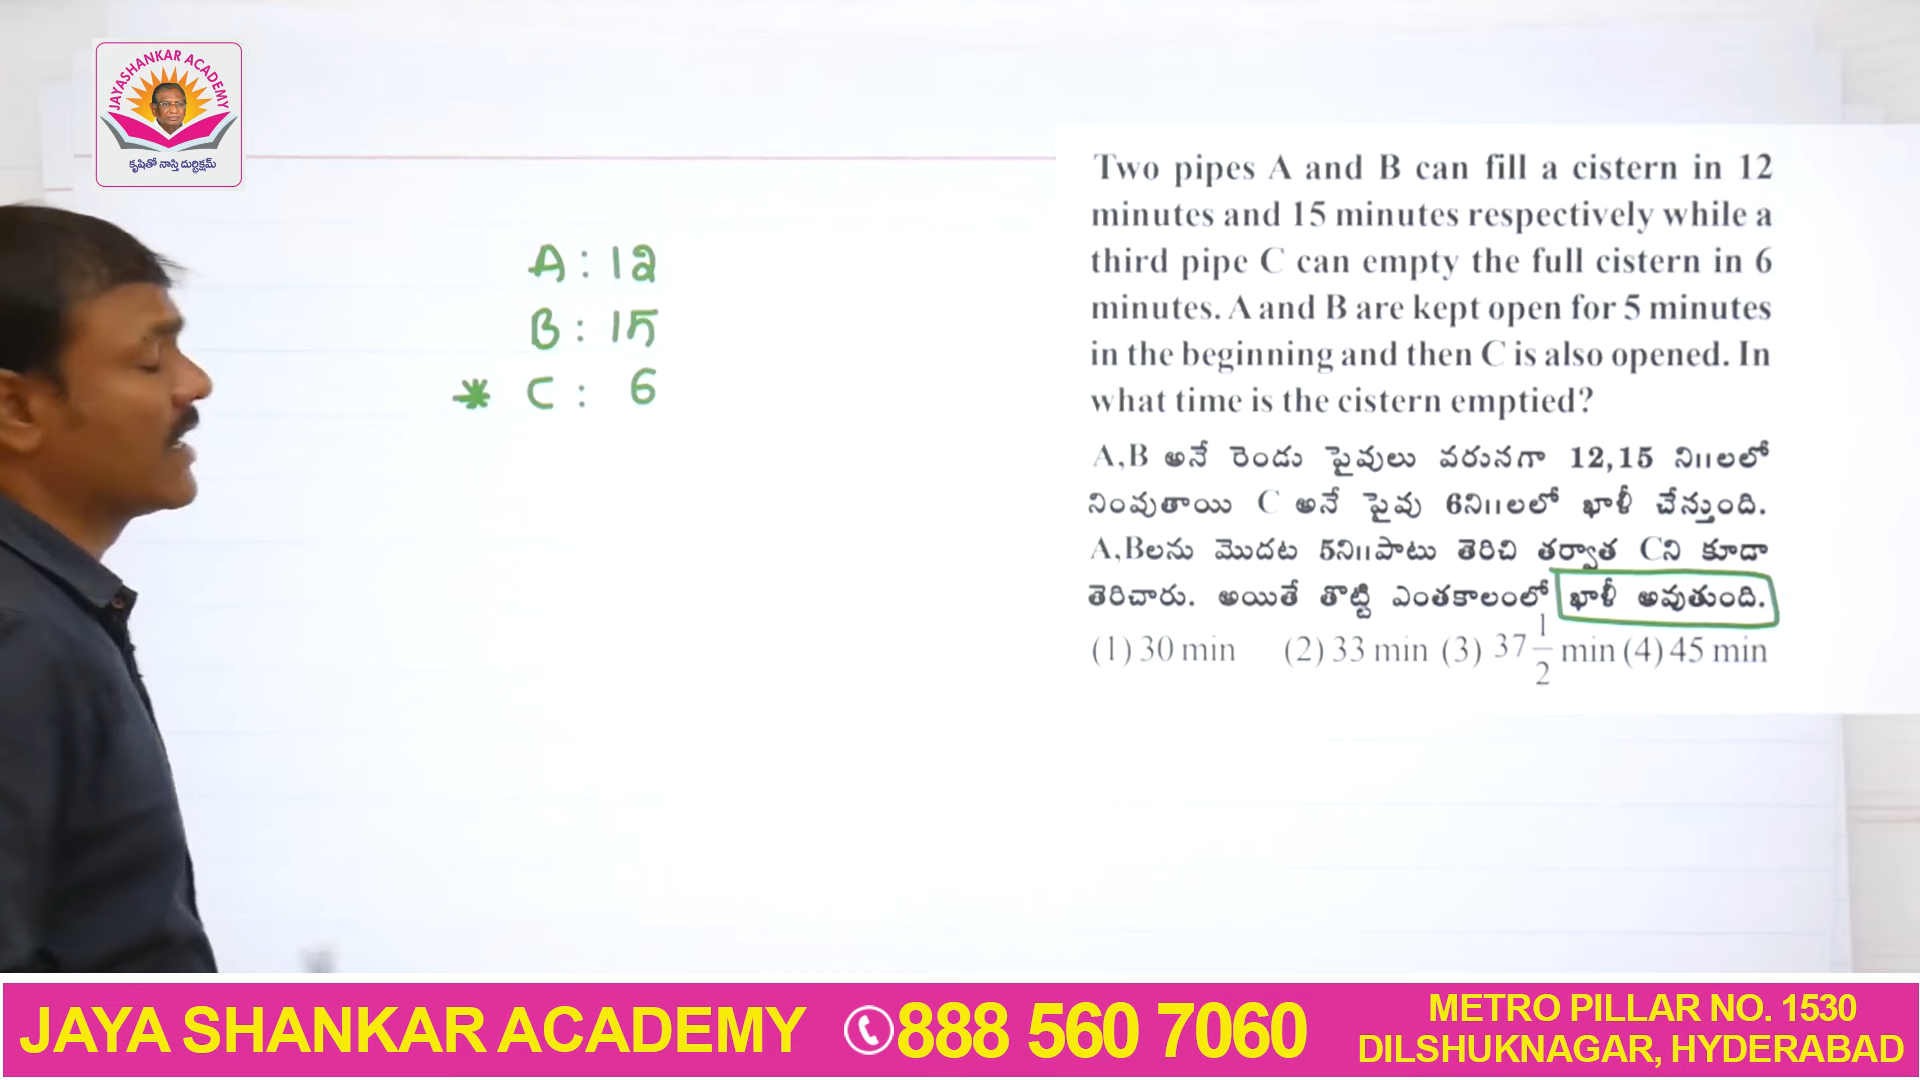 JAYASHANKAR ACADEMY
కృషితో నాస్తి దుర్భిక్షమ్
A : 12
B : 15
* C : 6
Two pipes A and B can fill a cistern in 12
minutes and 15 minutes respectively while a
third pipe C can empty the full cistern in 6
minutes. A and B are kept open for 5 minutes
in the beginning and then C is also opened. In
what time is the cistern emptied?
A,B అనే రెండు పైవులు వరునగా 12,15 ని॥లలో
నింవుతాయి C అనే పైవు 6ని॥లలో ఖాళీ చేస్తుంది.
A,Bలను మొదట 5ని॥పాటు తెరిచి తర్వాత Cని కూడా
తెరిచారు. అయితే తొట్టి ఎంతకాలంలో ఖాళీ అవుతుంది.
(1) 30 min (2) 33 min (3) 37 1/2 min (4) 45 min
JAYA SHANKAR ACADEMY
888 560 7060
METRO PILLAR NO. 1530
DILSHUKNAGAR, HYDERABAD